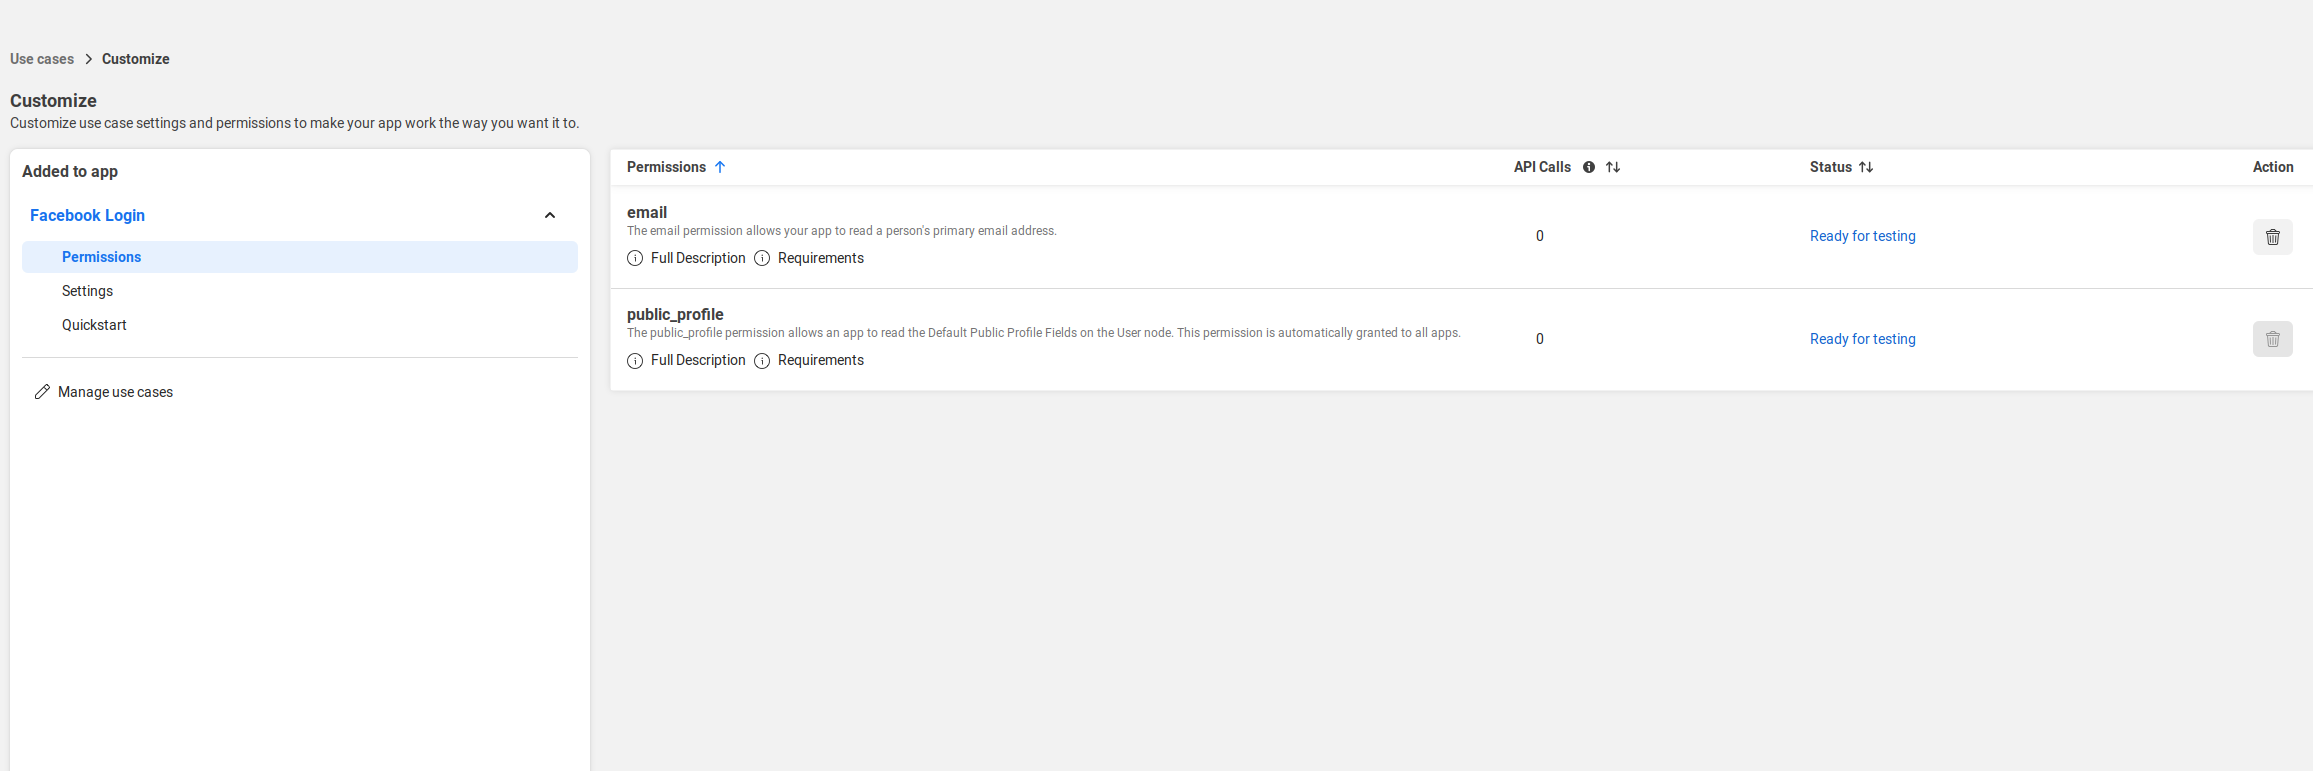 Use cases > Customize
Customize
Customize use case settings and permissions to make your app work the way you want it to.
Added to app
Facebook Login
Permissions
Settings
Quickstart
Manage use cases
Permissions API Calls Status Action
email
The email permission allows your app to read a person's primary email address.
0 Ready for testing
Full Description Requirements
public_profile
The public_profile permission allows an app to read the Default Public Profile Fields on the User node. This permission is automatically granted to all apps.
0 Ready for testing
Full Description Requirements